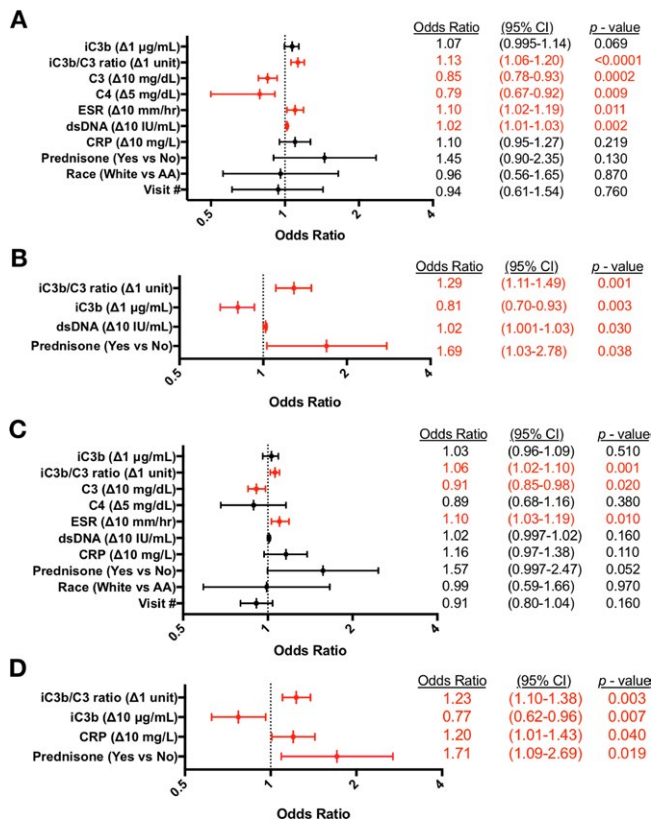 A
Odds Ratio (95% CI) p - value
iC3b (Δ1 µg/mL) 1.07 (0.995-1.14) 0.069
iC3b/C3 ratio (Δ1 unit) 1.13 (1.06-1.20) <0.0001
C3 (Δ10 mg/dL) 0.85 (0.78-0.93) 0.0002
C4 (Δ5 mg/dL) 0.79 (0.67-0.92) 0.009
ESR (Δ10 mm/hr) 1.10 (1.02-1.19) 0.011
dsDNA (Δ10 IU/mL) 1.02 (1.01-1.03) 0.002
CRP (Δ10 mg/L) 1.10 (0.95-1.27) 0.219
Prednisone (Yes vs No) 1.45 (0.90-2.35) 0.130
Race (White vs AA) 0.96 (0.56-1.65) 0.870
Visit # 0.94 (0.61-1.54) 0.760
0.5 1 2 4
Odds Ratio
B
Odds Ratio (95% CI) p - value
iC3b/C3 ratio (Δ1 unit) 1.29 (1.11-1.49) 0.001
iC3b (Δ1 µg/mL) 0.81 (0.70-0.93) 0.003
dsDNA (Δ10 IU/mL) 1.02 (1.001-1.03) 0.030
Prednisone (Yes vs No) 1.69 (1.03-2.78) 0.038
0.5 1 2 4
Odds Ratio
C
Odds Ratio (95% CI) p - value
iC3b (Δ1 µg/mL) 1.03 (0.96-1.09) 0.510
iC3b/C3 ratio (Δ1 unit) 1.06 (1.02-1.10) 0.001
C3 (Δ10 mg/dL) 0.91 (0.85-0.98) 0.020
C4 (Δ5 mg/dL) 0.89 (0.68-1.16) 0.380
ESR (Δ10 mm/hr) 1.10 (1.03-1.19) 0.010
dsDNA (Δ10 IU/mL) 1.02 (0.997-1.02) 0.160
CRP (Δ10 mg/L) 1.16 (0.97-1.38) 0.110
Prednisone (Yes vs No) 1.57 (0.997-2.47) 0.052
Race (White vs AA) 0.99 (0.59-1.66) 0.970
Visit # 0.91 (0.80-1.04) 0.160
0.5 1 2 4
Odds Ratio
D
Odds Ratio (95% CI) p - value
iC3b/C3 ratio (Δ1 unit) 1.23 (1.10-1.38) 0.003
iC3b (Δ10 µg/mL) 0.77 (0.62-0.96) 0.007
CRP (Δ10 mg/L) 1.20 (1.01-1.43) 0.040
Prednisone (Yes vs No) 1.71 (1.09-2.69) 0.019
0.5 1 2 4
Odds Ratio